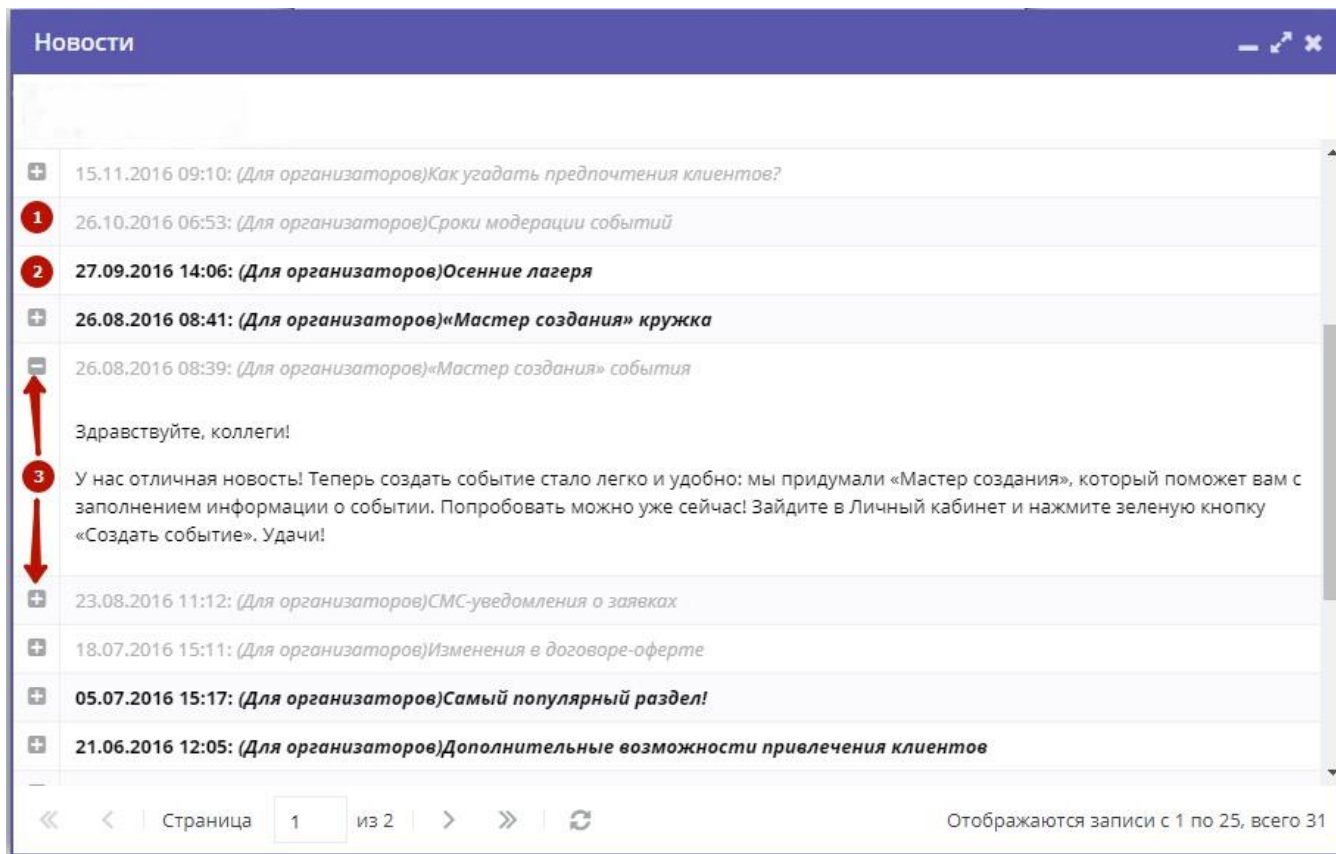 Новости
15.11.2016 09:10: (Для организаторов)Как угадать предпочтения клиентов?
1
26.10.2016 06:53: (Для организаторов)Сроки модерации событий
2
27.09.2016 14:06: (Для организаторов)Осенние лагеря
26.08.2016 08:41: (Для организаторов)«Мастер создания» кружка
26.08.2016 08:39: (Для организаторов)«Мастер создания» события
Здравствуйте, коллеги!
3
У нас отличная новость! Теперь создать событие стало легко и удобно: мы придумали «Мастер создания», который поможет вам с
заполнением информации о событии. Попробовать можно уже сейчас! Зайдите в Личный кабинет и нажмите зеленую кнопку
«Создать событие». Удачи!
23.08.2016 11:12: (Для организаторов)СМС-уведомления о заявках
18.07.2016 15:11: (Для организаторов)Изменения в договоре-оферте
05.07.2016 15:17: (Для организаторов)Самый популярный раздел!
21.06.2016 12:05: (Для организаторов)Дополнительные возможности привлечения клиентов
Страница 1 из 2
Отображаются записи с 1 по 25, всего 31